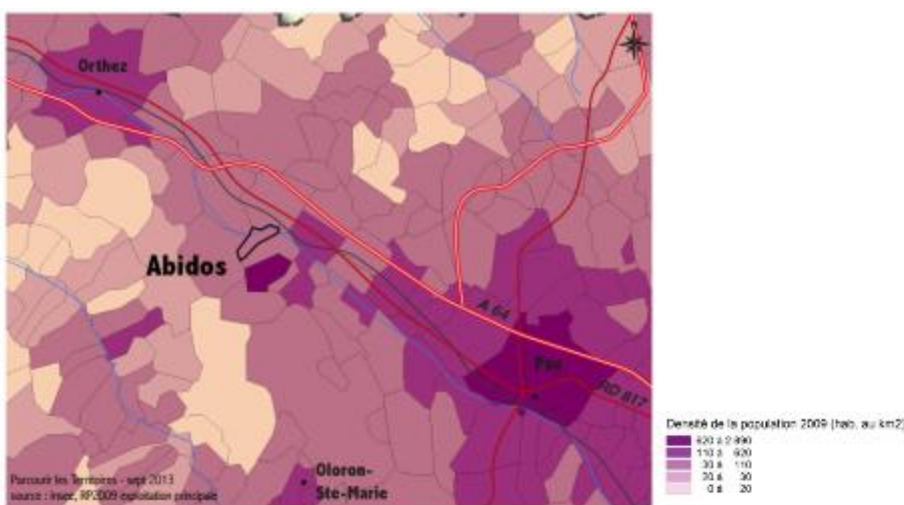 Orthez
Abidos
A 64
Pau
RD 817
Oloron-
Ste-Marie
Parcourir les Territoires - sept 2013
source : Insee, RP2009 exploitation principale
Densité de la population 2009 (hab. au km2)
620 à 2 890
110 à 620
30 à 110
20 à 30
0 à 20